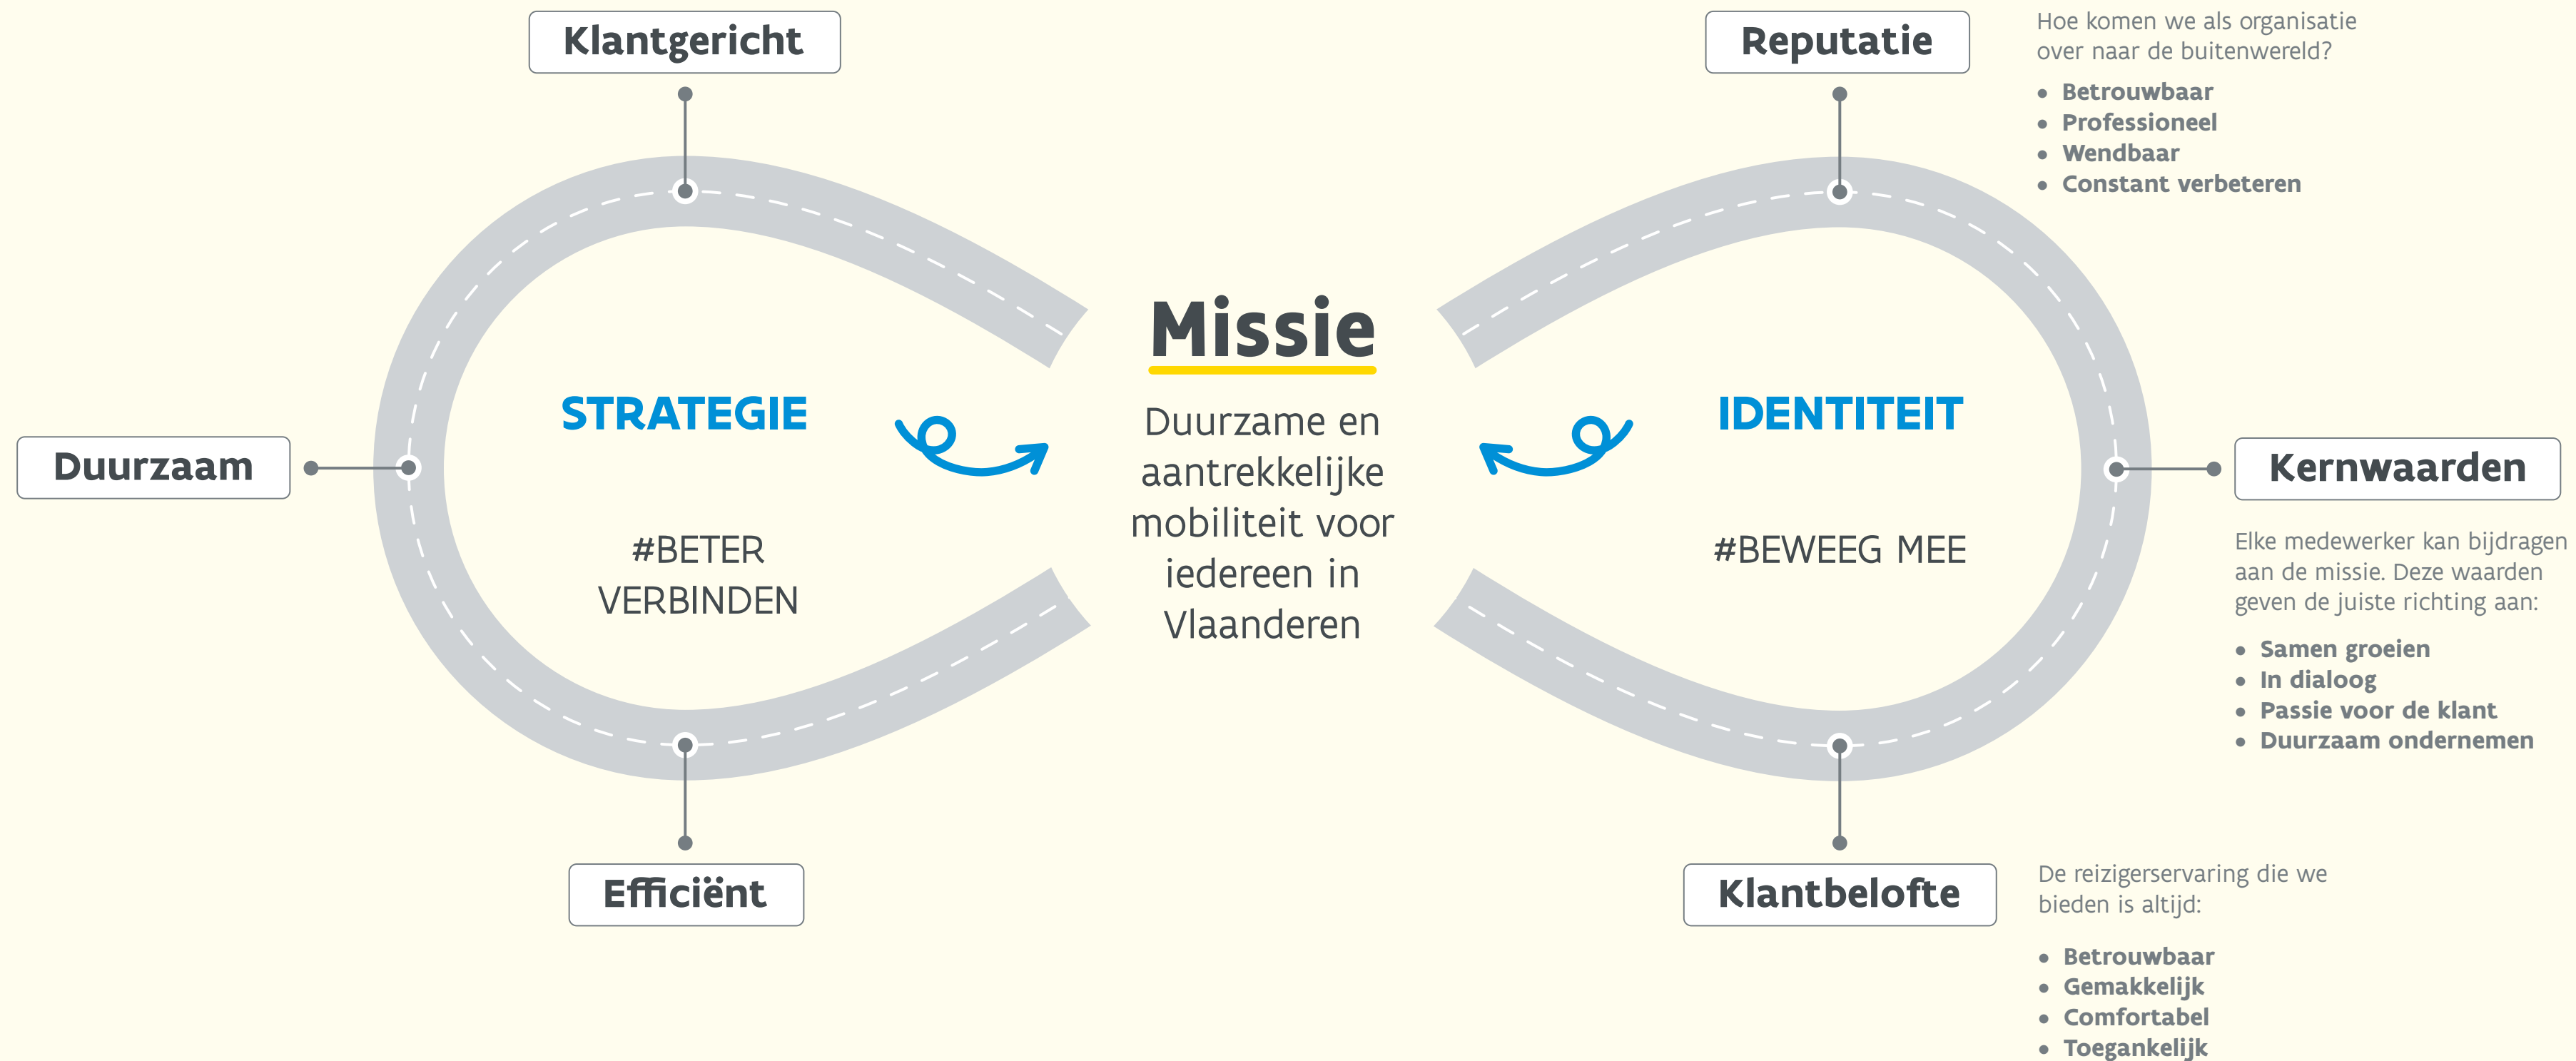 Klantgericht
Duurzaam
Efficiënt
STRATEGIE
#BETER
VERBINDEN
Missie
Duurzame en
aantrekkelijke
mobiliteit voor
iedereen in
Vlaanderen
IDENTITEIT
#BEWEEG MEE
Reputatie
Hoe komen we als organisatie
over naar de buitenwereld?
• Betrouwbaar
• Professioneel
• Wendbaar
• Constant verbeteren
Kernwaarden
Elke medewerker kan bijdragen
aan de missie. Deze waarden
geven de juiste richting aan:
• Samen groeien
• In dialoog
• Passie voor de klant
• Duurzaam ondernemen
Klantbelofte
De reizigerservaring die we
bieden is altijd:
• Betrouwbaar
• Gemakkelijk
• Comfortabel
• Toegankelijk